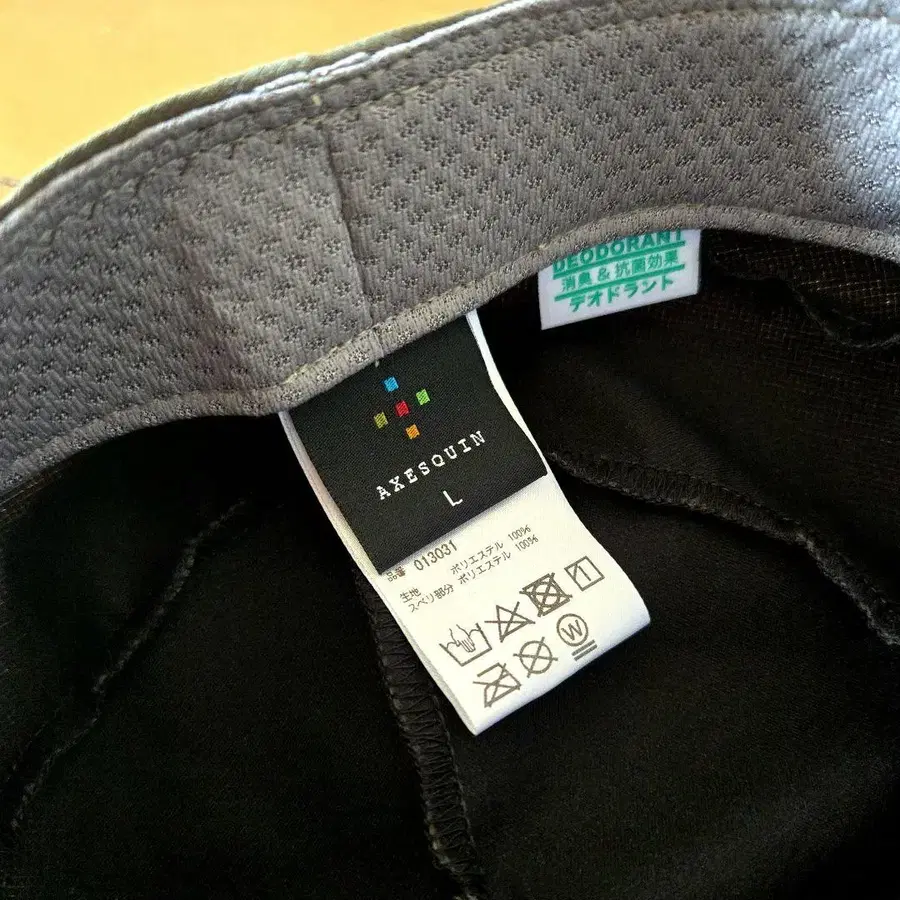 DEODORANT
消臭&抗菌効果
デオドラント
AXESQUIN
L
品番 013031
生地 ポリエステル 100%
スベリ部分 ポリエステル 100%
1
W